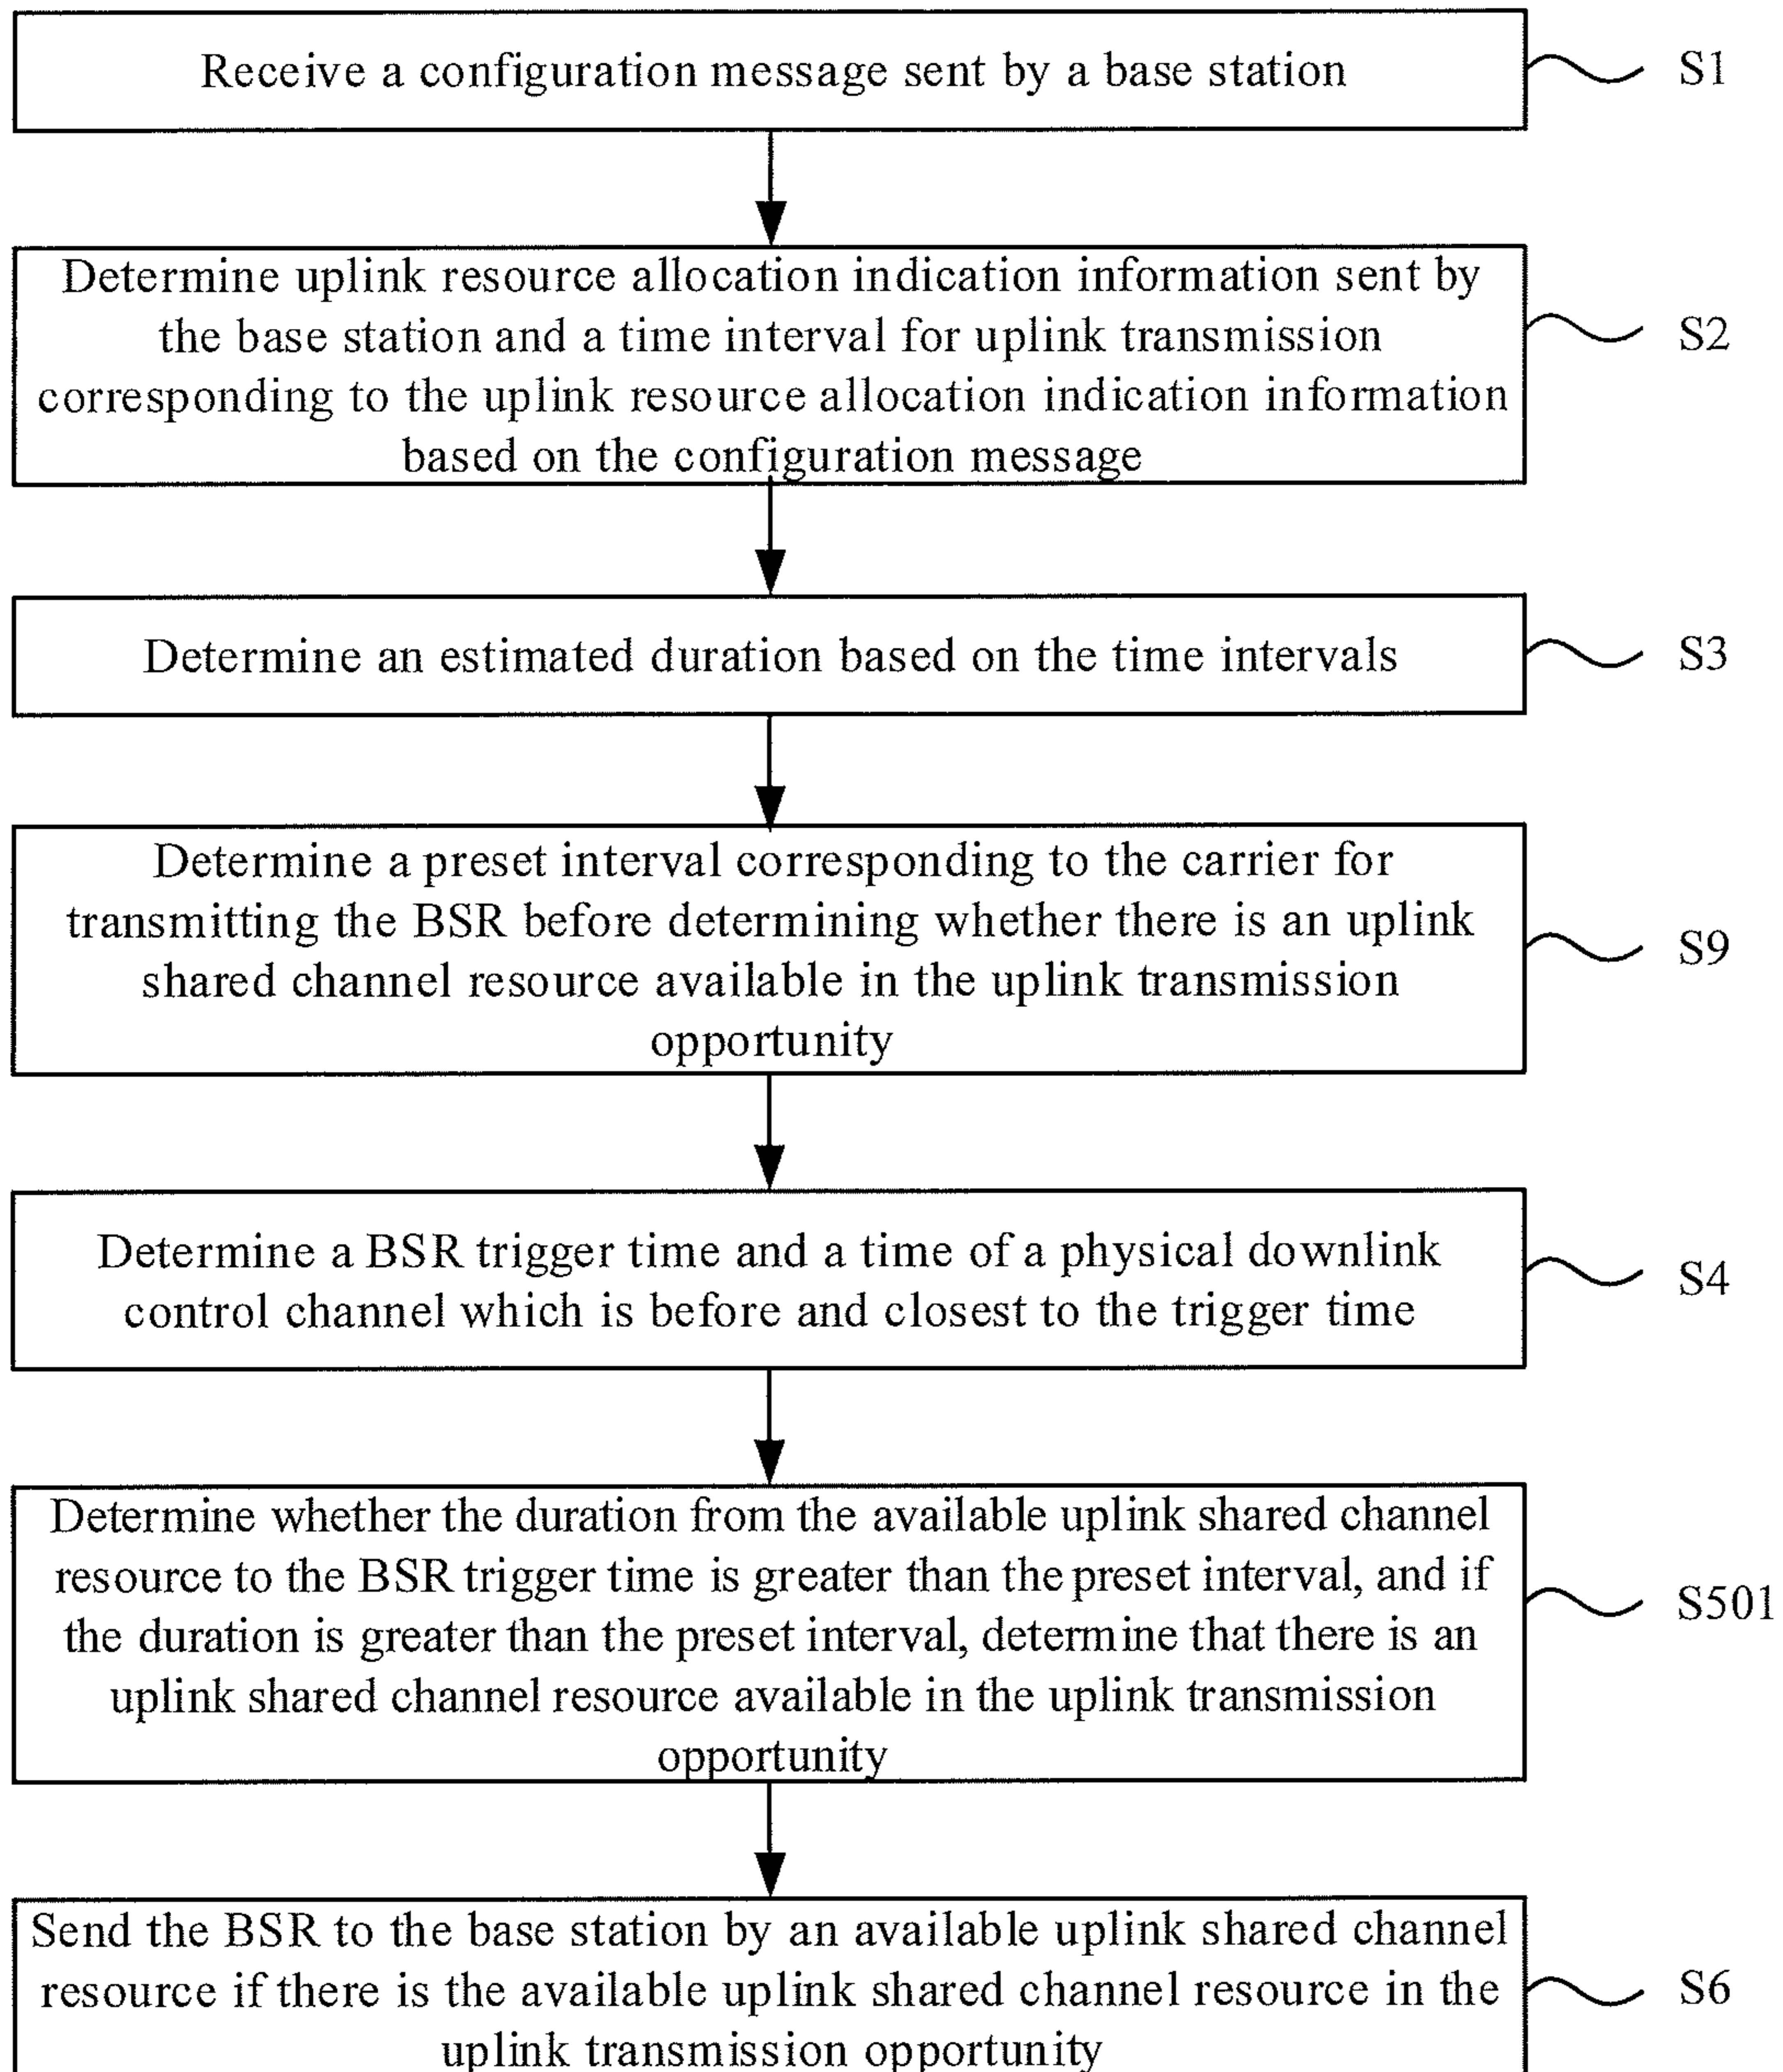 Receive a configuration message sent by a base station
S1
Determine uplink resource allocation indication information sent by
the base station and a time interval for uplink transmission
corresponding to the uplink resource allocation indication information
based on the configuration message
S2
Determine an estimated duration based on the time intervals
S3
Determine a preset interval corresponding to the carrier for
transmitting the BSR before determining whether there is an uplink
shared channel resource available in the uplink transmission
opportunity
S9
Determine a BSR trigger time and a time of a physical downlink
control channel which is before and closest to the trigger time
S4
Determine whether the duration from the available uplink shared channel
resource to the BSR trigger time is greater than the preset interval, and if
the duration is greater than the preset interval, determine that there is an
uplink shared channel resource available in the uplink transmission
opportunity
S501
Send the BSR to the base station by an available uplink shared channel
resource if there is the available uplink shared channel resource in the
uplink transmission opportunity
S6